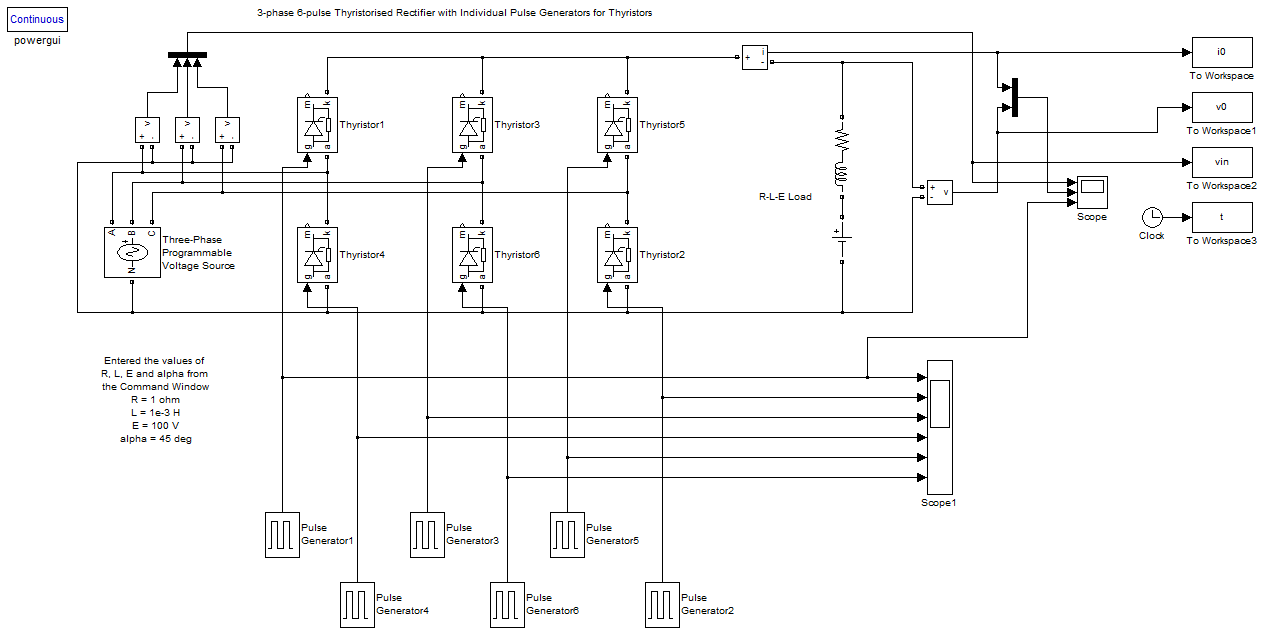 3-phase 6-pulse Thyristorised Rectifier with Individual Pulse Generators for Thyristors
Continuous
powergui
i
+
-
i0
To Workspace
v0
To Workspace1
vin
To Workspace2
t
To Workspace3
Clock
Scope
v
+ -
v
+ -
v
+ -
m k
g a
Thyristor1
m k
g a
Thyristor3
m k
g a
Thyristor5
R-L-E Load
+
+
-
v
A B C
N
+
Three-Phase
Programmable
Voltage Source
m k
g a
Thyristor4
m k
g a
Thyristor6
m k
g a
Thyristor2
Entered the values of
R, L, E and alpha from
the Command Window
R = 1 ohm
L = 1e-3 H
E = 100 V
alpha = 45 deg
Scope1
Pulse
Generator1
Pulse
Generator3
Pulse
Generator5
Pulse
Generator4
Pulse
Generator6
Pulse
Generator2